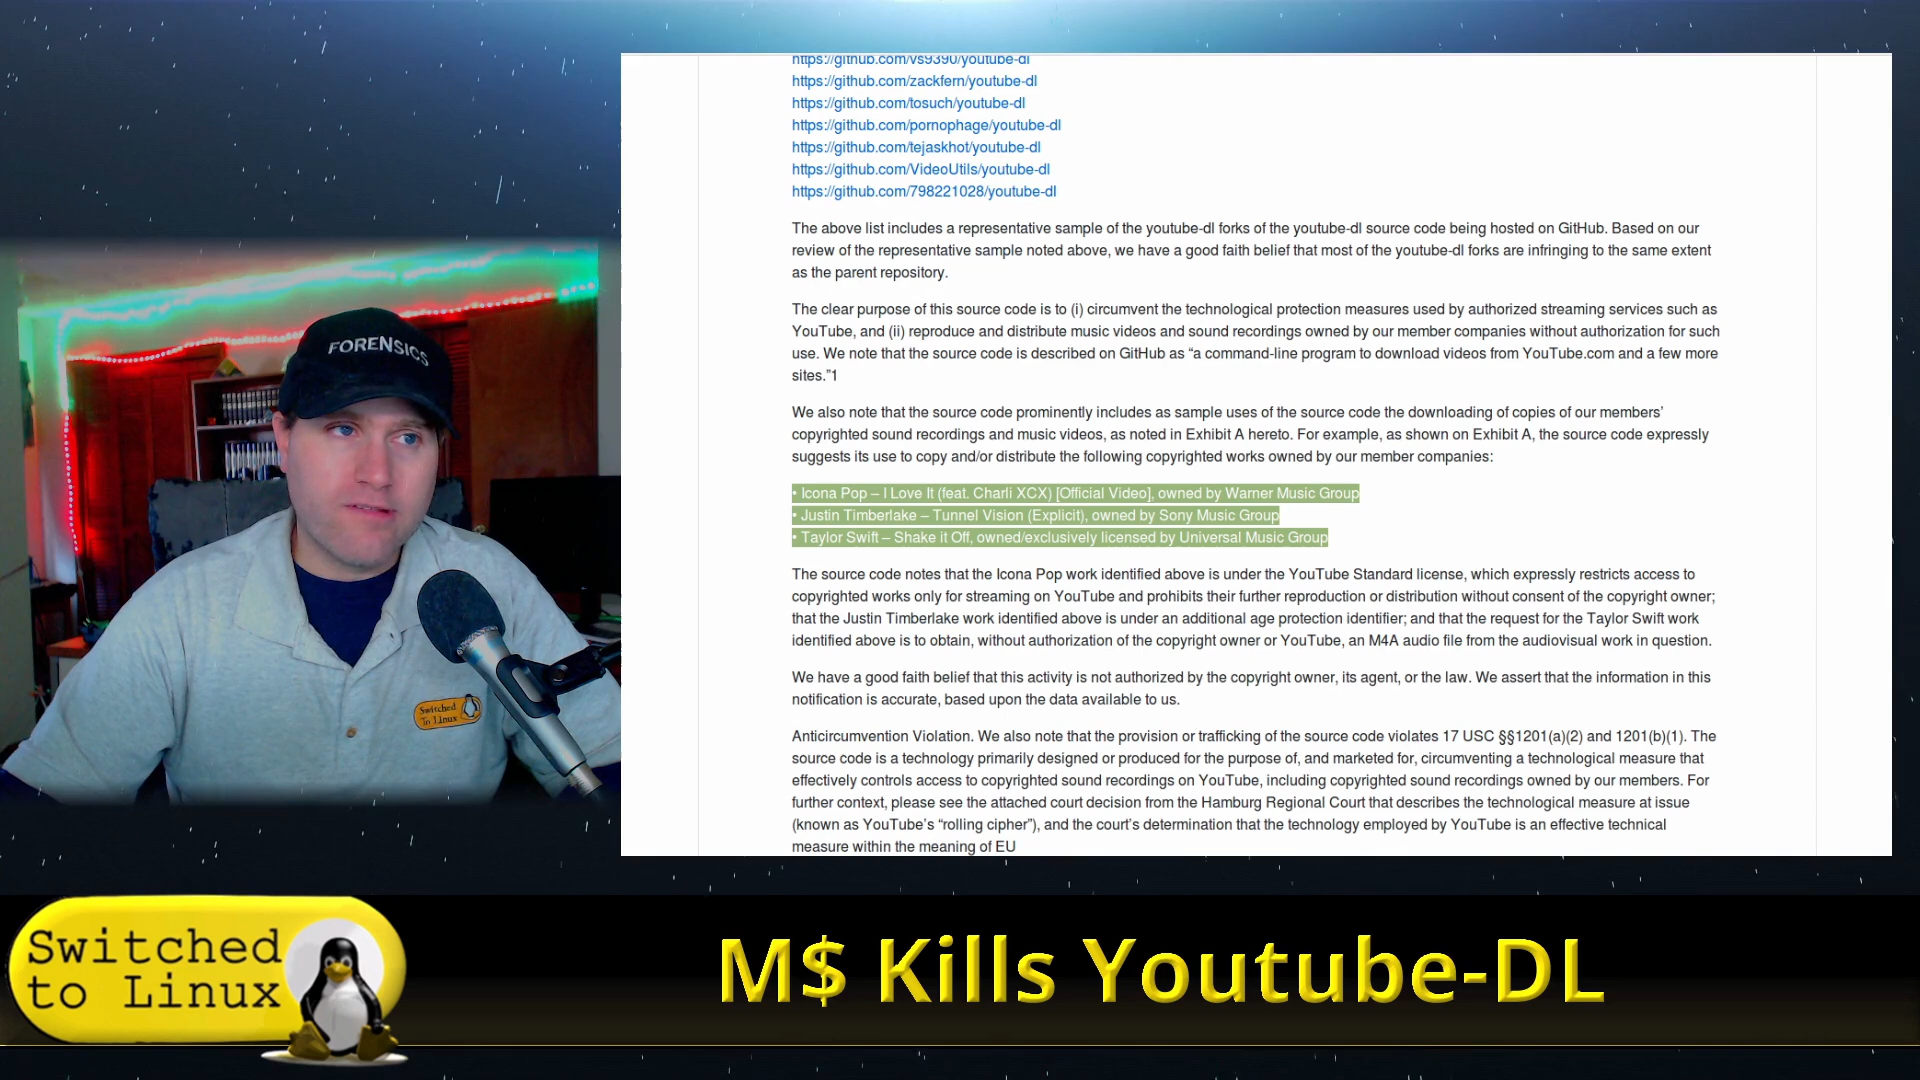 https://github.com/vs9390/youtube-dl
https://github.com/zackfern/youtube-dl
https://github.com/tosuch/youtube-dl
https://github.com/pornophage/youtube-dl
https://github.com/tejaskhot/youtube-dl
https://github.com/VideoUtils/youtube-dl
https://github.com/798221028/youtube-dl
The above list includes a representative sample of the youtube-dl forks of the youtube-dl source code being hosted on GitHub. Based on our
review of the representative sample noted above, we have a good faith belief that most of the youtube-dl forks are infringing to the same extent
as the parent repository.
The clear purpose of this source code is to (i) circumvent the technological protection measures used by authorized streaming services such as
YouTube, and (ii) reproduce and distribute music videos and sound recordings owned by our member companies without authorization for such
use. We note that the source code is described on GitHub as “a command-line program to download videos from YouTube.com and a few more
sites.”1
We also note that the source code prominently includes as sample uses of the source code the downloading of copies of our members’
copyrighted sound recordings and music videos, as noted in Exhibit A hereto. For example, as shown on Exhibit A, the source code expressly
suggests its use to copy and/or distribute the following copyrighted works owned by our member companies:
• Icona Pop – I Love It (feat. Charli XCX) [Official Video], owned by Warner Music Group
• Justin Timberlake – Tunnel Vision (Explicit), owned by Sony Music Group
• Taylor Swift – Shake it Off, owned/exclusively licensed by Universal Music Group
The source code notes that the Icona Pop work identified above is under the YouTube Standard license, which expressly restricts access to
copyrighted works only for streaming on YouTube and prohibits their further reproduction or distribution without consent of the copyright owner;
that the Justin Timberlake work identified above is under an additional age protection identifier; and that the request for the Taylor Swift work
identified above is to obtain, without authorization of the copyright owner or YouTube, an M4A audio file from the audiovisual work in question.
We have a good faith belief that this activity is not authorized by the copyright owner, its agent, or the law. We assert that the information in this
notification is accurate, based upon the data available to us.
Anticircumvention Violation. We also note that the provision or trafficking of the source code violates 17 USC §§1201(a)(2) and 1201(b)(1). The
source code is a technology primarily designed or produced for the purpose of, and marketed for, circumventing a technological measure that
effectively controls access to copyrighted sound recordings on YouTube, including copyrighted sound recordings owned by our members. For
further context, please see the attached court decision from the Hamburg Regional Court that describes the technological measure at issue
(known as YouTube’s “rolling cipher”), and the court’s determination that the technology employed by YouTube is an effective technical
measure within the meaning of EU
FORENSICS
Switched
To Linux
Switched
to Linux
M$ Kills Youtube-DL